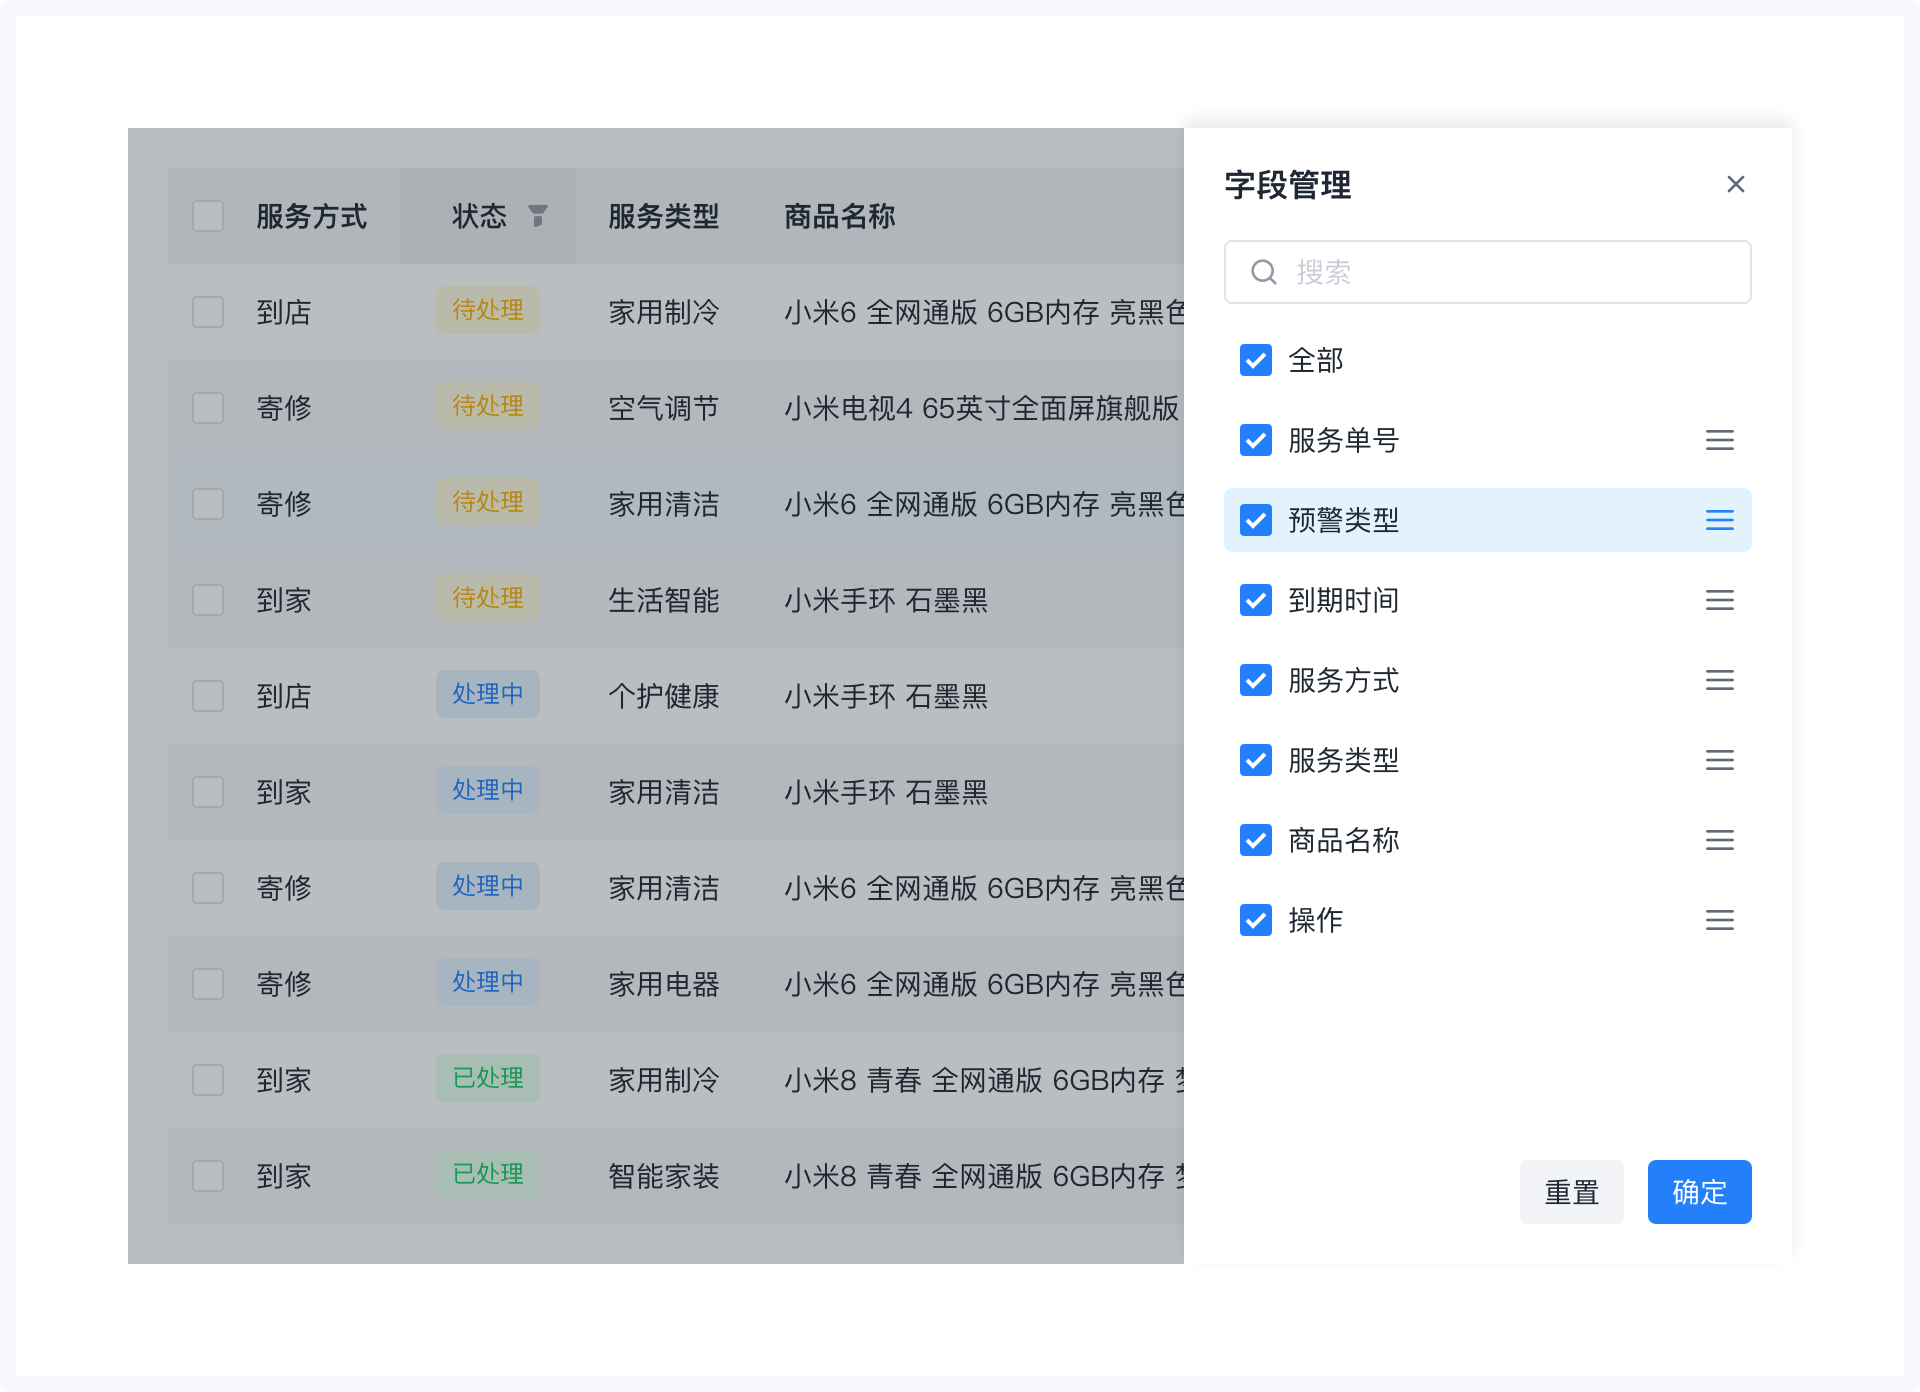 服务方式 状态 服务类型 商品名称
到店 待处理 家用制冷 小米6 全网通版 6GB内存 亮黑色
寄修 待处理 空气调节 小米电视4 65英寸全面屏旗舰版
寄修 待处理 家用清洁 小米6 全网通版 6GB内存 亮黑色
到家 待处理 生活智能 小米手环 石墨黑
到店 处理中 个护健康 小米手环 石墨黑
到家 处理中 家用清洁 小米手环 石墨黑
寄修 处理中 家用清洁 小米6 全网通版 6GB内存 亮黑色
寄修 处理中 家用电器 小米6 全网通版 6GB内存 亮黑色
到家 已处理 家用制冷 小米8 青春 全网通版 6GB内存
到家 已处理 智能家装 小米8 青春 全网通版 6GB内存
字段管理
搜索
全部
服务单号
预警类型
到期时间
服务方式
服务类型
商品名称
操作
重置 确定